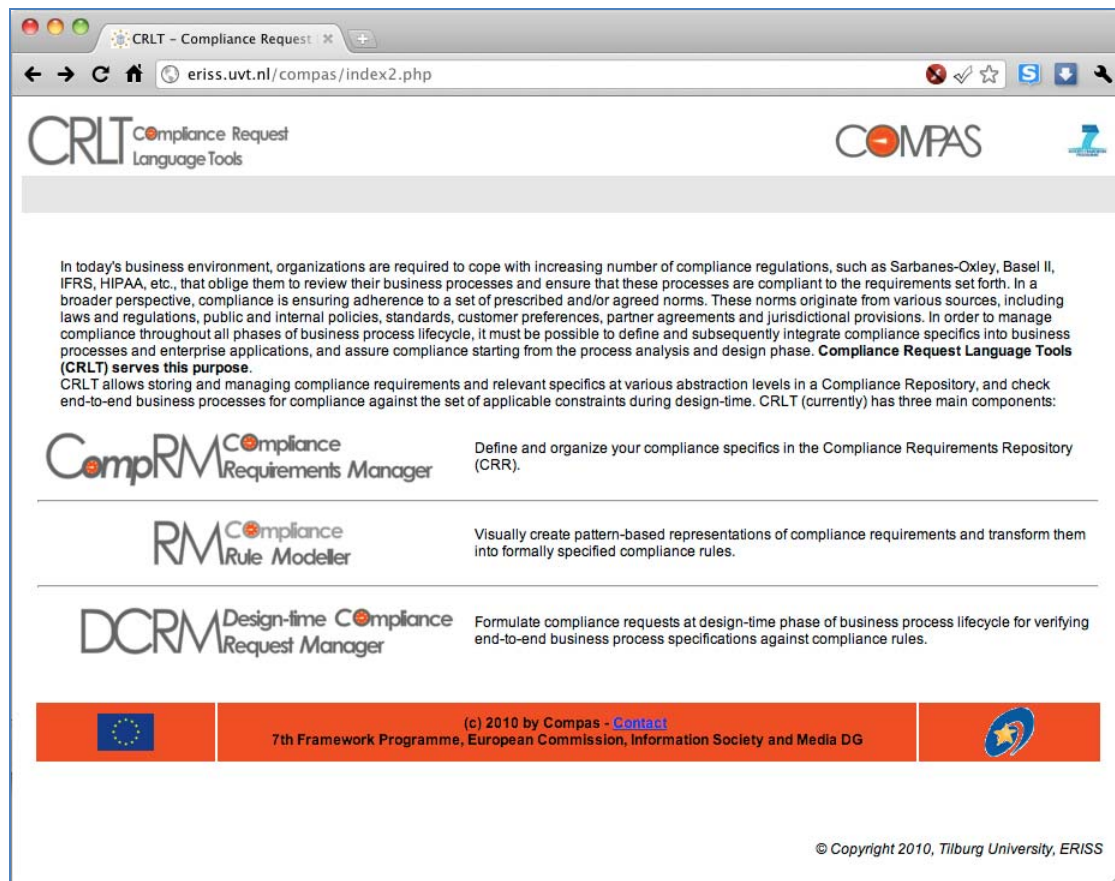 CRLT – Compliance Request
eriss.uvt.nl/compas/index2.php
CRLT Compliance Request
Language Tools
COMPAS
7
In today's business environment, organizations are required to cope with increasing number of compliance regulations, such as Sarbanes-Oxley, Basel II,
IFRS, HIPAA, etc., that oblige them to review their business processes and ensure that these processes are compliant to the requirements set forth. In a
broader perspective, compliance is ensuring adherence to a set of prescribed and/or agreed norms. These norms originate from various sources, including
laws and regulations, public and internal policies, standards, customer preferences, partner agreements and jurisdictional provisions. In order to manage
compliance throughout all phases of business process lifecycle, it must be possible to define and subsequently integrate compliance specifics into business
processes and enterprise applications, and assure compliance starting from the process analysis and design phase. Compliance Request Language Tools
(CRLT) serves this purpose.
CRLT allows storing and managing compliance requirements and relevant specifics at various abstraction levels in a Compliance Repository, and check
end-to-end business processes for compliance against the set of applicable constraints during design-time. CRLT (currently) has three main components:
CompRM Compliance
Requirements Manager
Define and organize your compliance specifics in the Compliance Requirements Repository
(CRR).
RM Compliance
Rule Modeller
Visually create pattern-based representations of compliance requirements and transform them
into formally specified compliance rules.
DCRM Design-time Compliance
Request Manager
Formulate compliance requests at design-time phase of business process lifecycle for verifying
end-to-end business process specifications against compliance rules.
(c) 2010 by Compas - Contact
7th Framework Programme, European Commission, Information Society and Media DG
© Copyright 2010, Tilburg University, ERISS